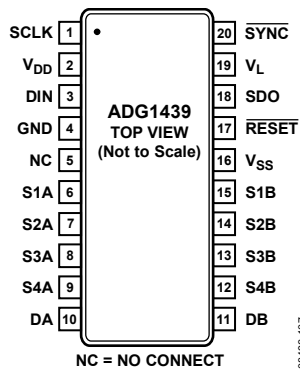 SCLK 1
VDD 2
DIN 3
GND 4
NC 5
S1A 6
S2A 7
S3A 8
S4A 9
DA 10
ADG1439
TOP VIEW
(Not to Scale)
20 SYNC
19 VL
18 SDO
17 RESET
16 VSS
15 S1B
14 S2B
13 S3B
12 S4B
11 DB
NC = NO CONNECT